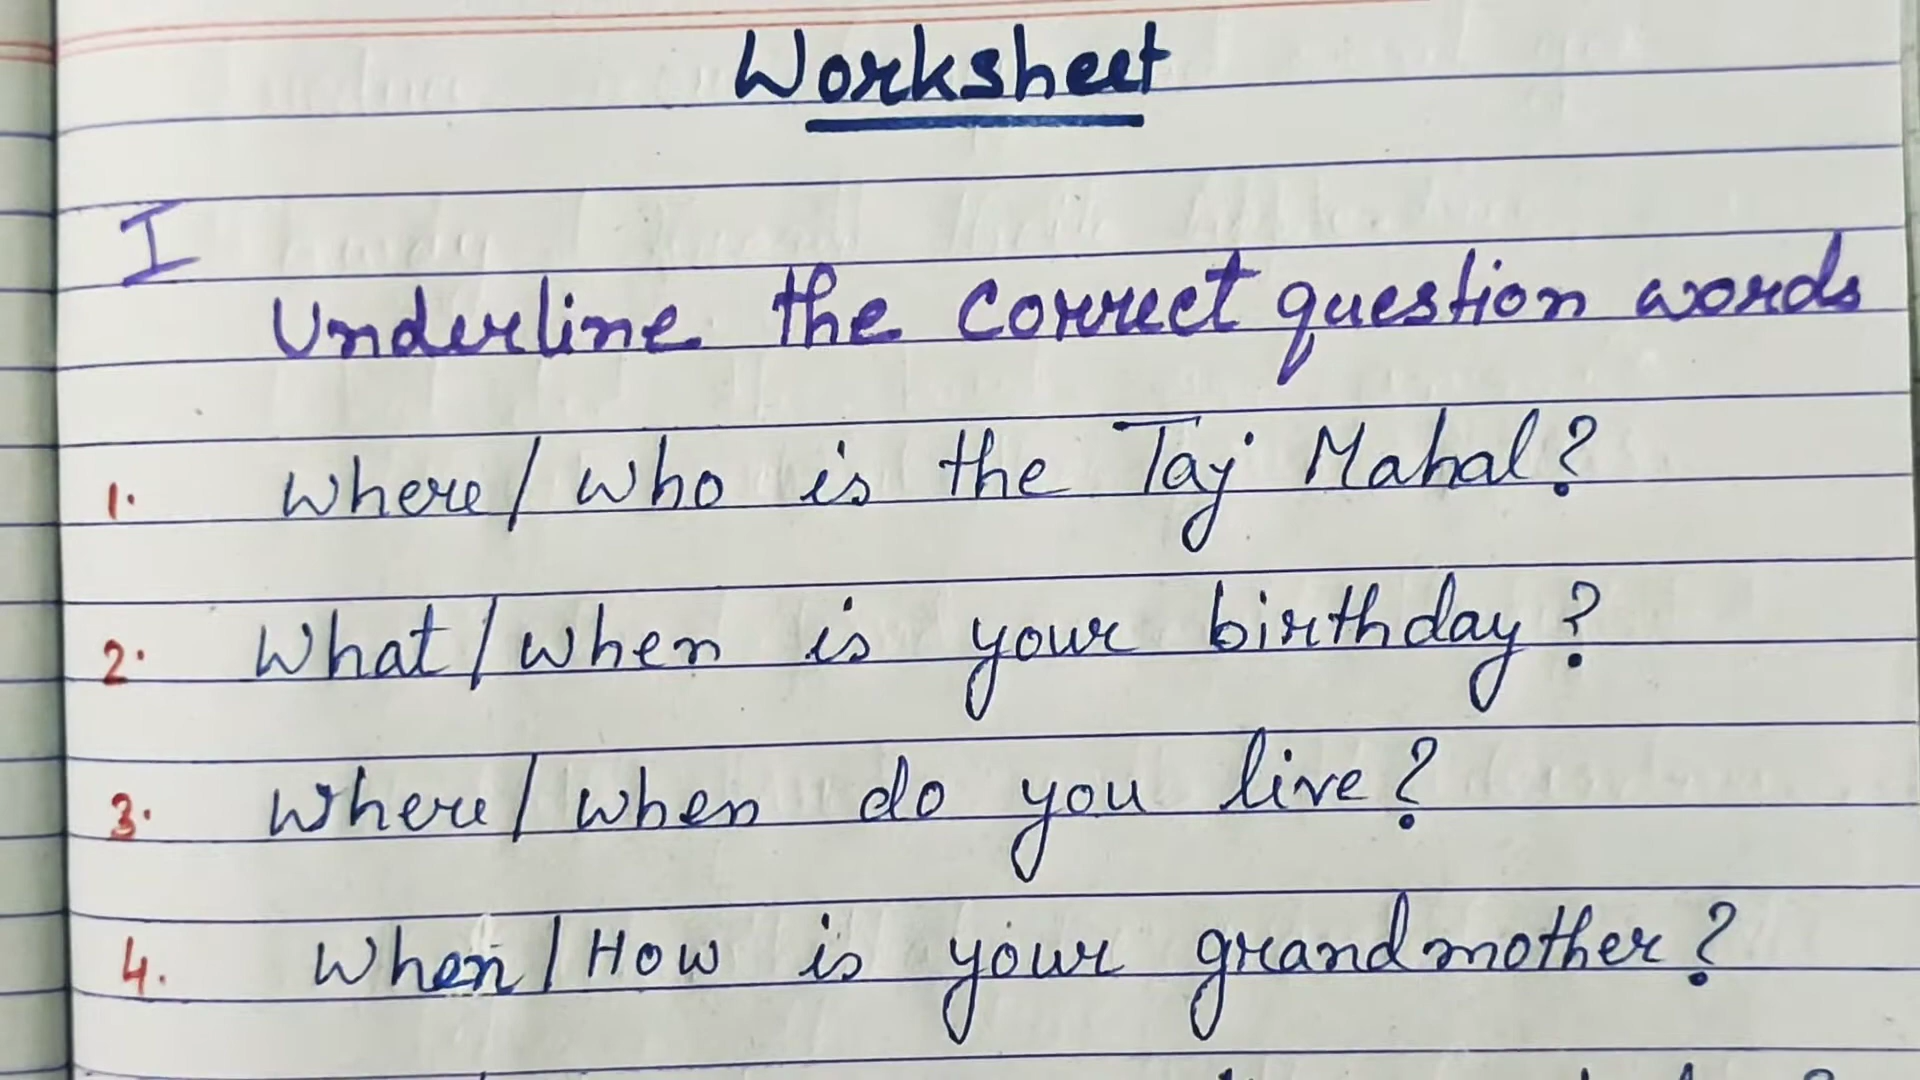 Worksheet
I
Underline the correct question words
1. Where/ Who is the Taj Mahal?
2. What/ when is your birthday?
3. Where/ when do you live?
4. When/ How is your grandmother?